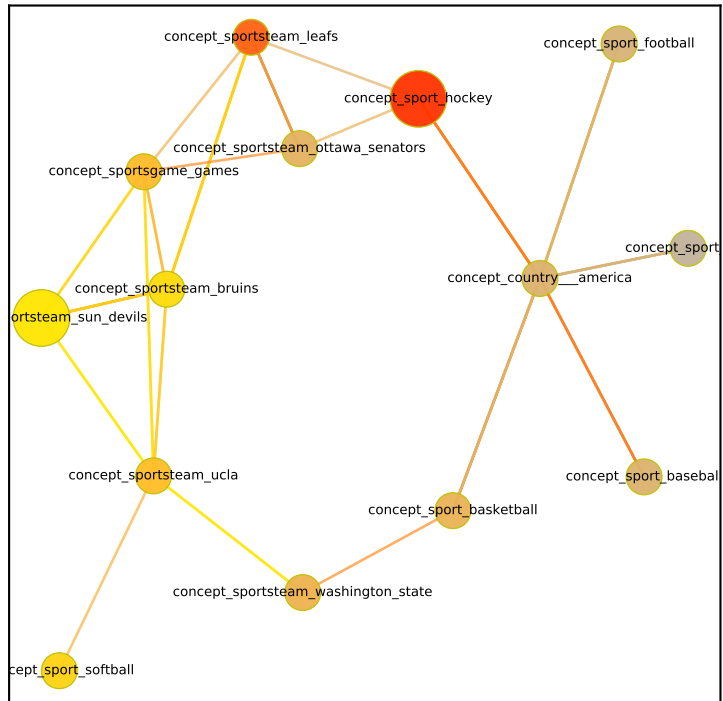 concept_sportsteam_leafs
concept_sport_football
concept_sport_hockey
concept_sportsteam_ottawa_senators
concept_sportsgame_games
concept_sport
concept_country___america
concept_sportsteam_bruins
ortsteam_sun_devils
concept_sportsteam_ucla
concept_sport_basebal
concept_sport_basketball
concept_sportsteam_washington_state
cept_sport_softball